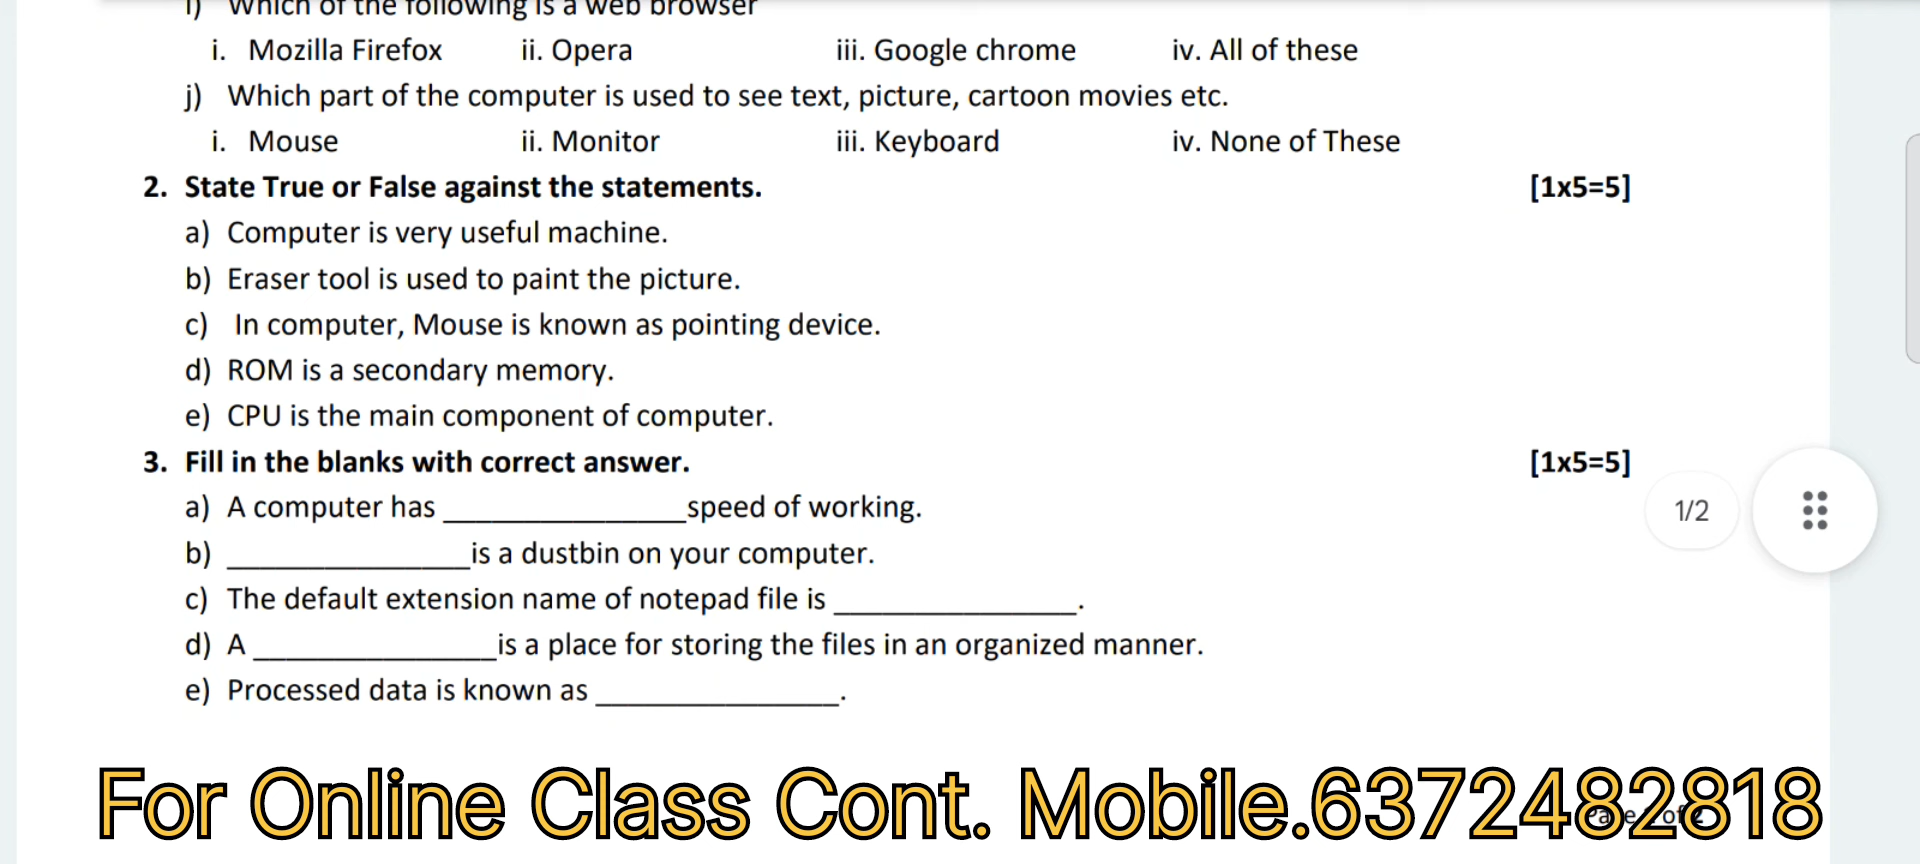 i) Which of the following is a web browser
i. Mozilla Firefox ii. Opera iii. Google chrome iv. All of these
j) Which part of the computer is used to see text, picture, cartoon movies etc.
i. Mouse ii. Monitor iii. Keyboard iv. None of These
2. State True or False against the statements. [1x5=5]
a) Computer is very useful machine.
b) Eraser tool is used to paint the picture.
c) In computer, Mouse is known as pointing device.
d) ROM is a secondary memory.
e) CPU is the main component of computer.
3. Fill in the blanks with correct answer. [1x5=5]
a) A computer has _______________speed of working.
1/2
b) _______________is a dustbin on your computer.
c) The default extension name of notepad file is _______________.
d) A _______________is a place for storing the files in an organized manner.
e) Processed data is known as _______________.
For Online Class Cont. Mobile.6372482818